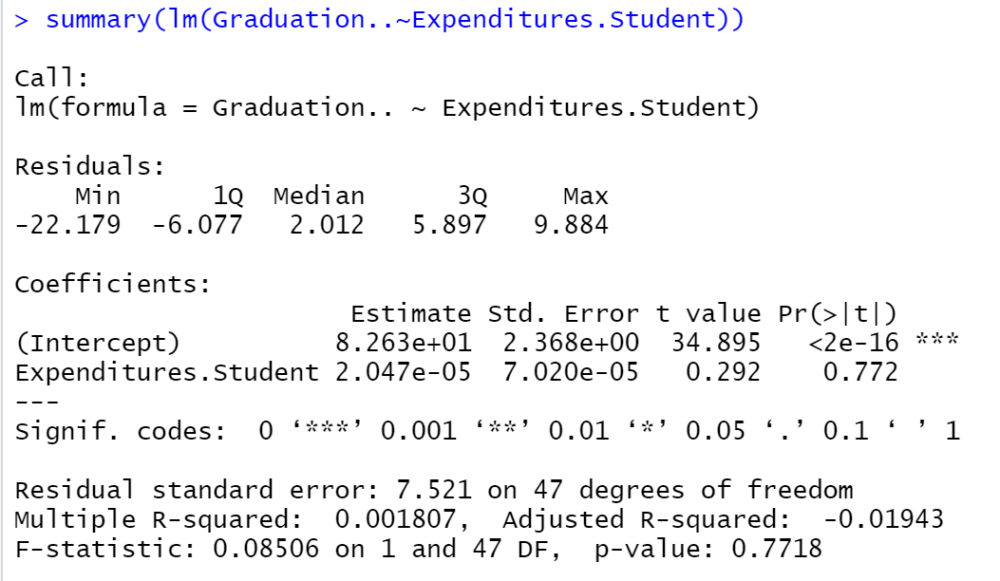 > summary(lm(Graduation..~Expenditures.Student))
Call:
lm(formula = Graduation.. ~ Expenditures.Student)
Residuals:
    Min      1Q  Median      3Q     Max
-22.179  -6.077   2.012   5.897   9.884
Coefficients:
                      Estimate Std. Error t value Pr(>|t|)
(Intercept)          8.263e+01  2.368e+00  34.895   <2e-16 ***
Expenditures.Student 2.047e-05  7.020e-05   0.292    0.772
---
Signif. codes:  0 ‘***’ 0.001 ‘**’ 0.01 ‘*’ 0.05 ‘.’ 0.1 ‘ ’ 1
Residual standard error: 7.521 on 47 degrees of freedom
Multiple R-squared:  0.001807,  Adjusted R-squared:  -0.01943
F-statistic: 0.08506 on 1 and 47 DF,  p-value: 0.7718